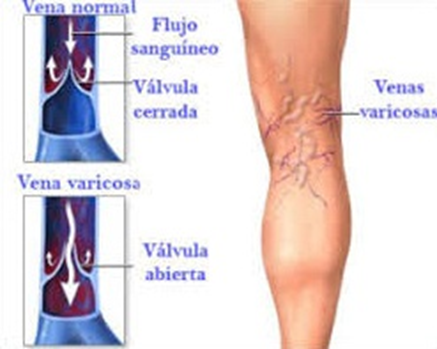 Vena normal
Flujo
sanguíneo
Válvula
cerrada
Venas
varicosas
Vena varicosa
Válvula
abierta